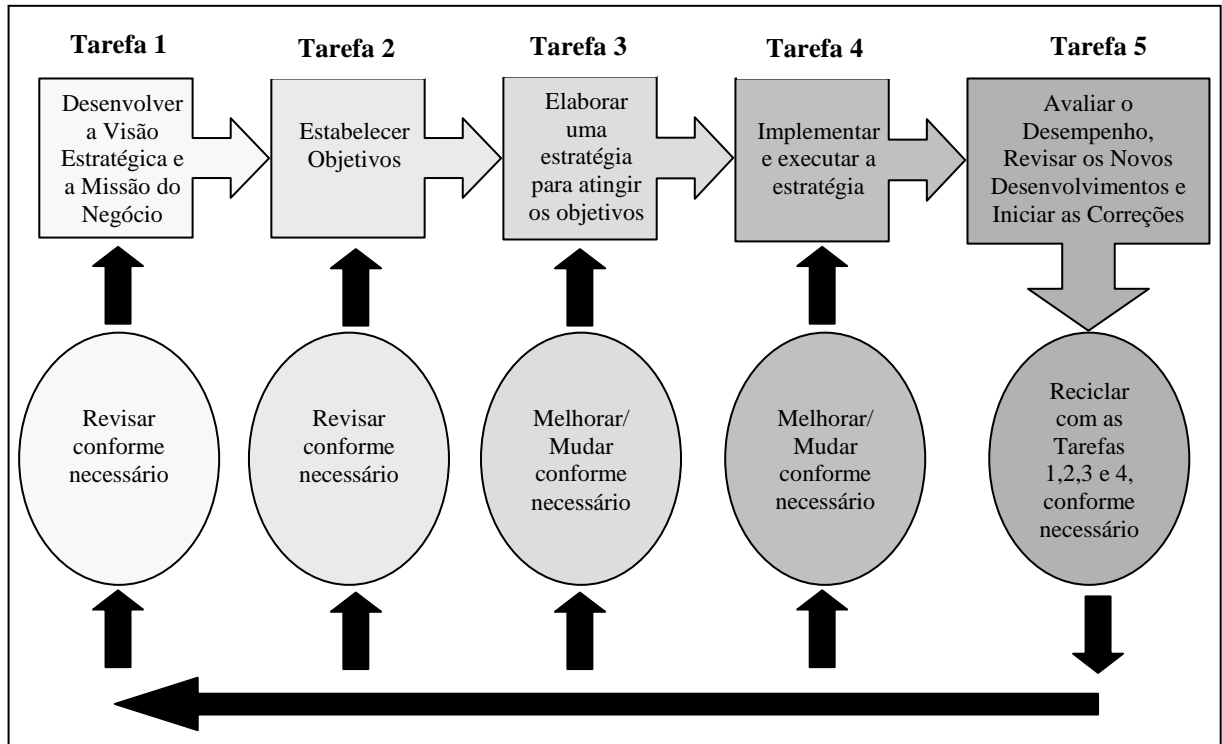 Tarefa 1
Tarefa 2
Tarefa 3
Tarefa 4
Tarefa 5
Desenvolver
a Visão
Estratégica e
a Missão do
Negócio
Estabelecer
Objetivos
Elaborar
uma
estratégia
para atingir
os objetivos
Implementar
e executar a
estratégia
Avaliar o
Desempenho,
Revisar os Novos
Desenvolvimentos e
Iniciar as Correções
Revisar
conforme
necessário
Revisar
conforme
necessário
Melhorar/
Mudar
conforme
necessário
Melhorar/
Mudar
conforme
necessário
Reciclar
com as
Tarefas
1,2,3 e 4,
conforme
necessário